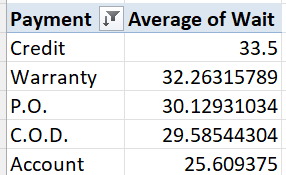 Payment Average of Wait
Credit 33.5
Warranty 32.26315789
P.O. 30.12931034
C.O.D. 29.58544304
Account 25.609375